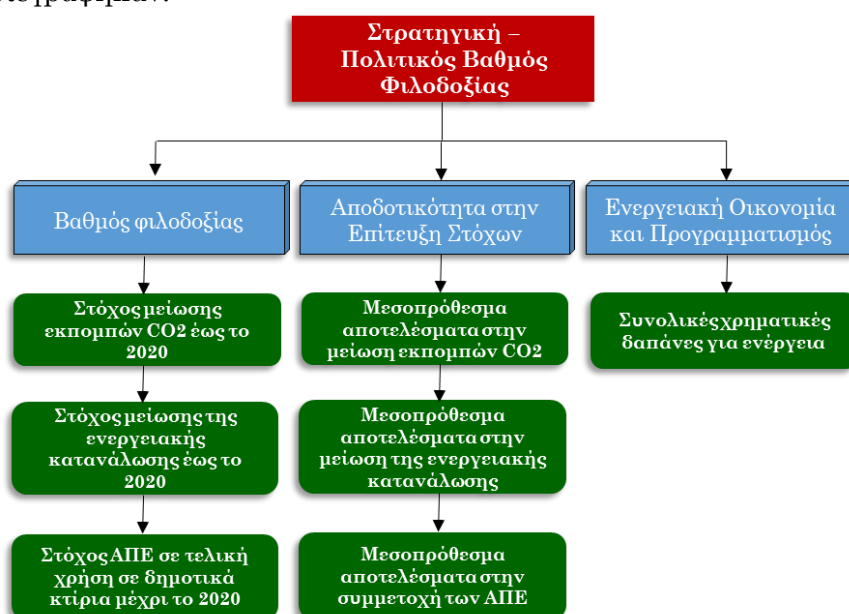 Στρατηγική –
Πολιτικός Βαθμός
Φιλοδοξίας
Βαθμός φιλοδοξίας
Αποδοτικότητα στην
Επίτευξη Στόχων
Ενεργειακή Οικονομία
και Προγραμματισμός
Στόχος μείωσης
εκπομπών CO2 έως το
2020
Μεσοπρόθεσμα
αποτελέσματα στην
μείωση εκπομπών CO2
Συνολικές χρηματικές
δαπάνες για ενέργεια
Στόχος μείωσης της
ενεργειακής
κατανάλωσης έως το
2020
Μεσοπρόθεσμα
αποτελέσματα στην
μείωση της ενεργειακής
κατανάλωσης
Στόχος ΑΠΕ σε τελική
χρήση σε δημοτικά
κτίρια μέχρι το 2020
Μεσοπρόθεσμα
αποτελέσματα στην
συμμετοχή των ΑΠΕ